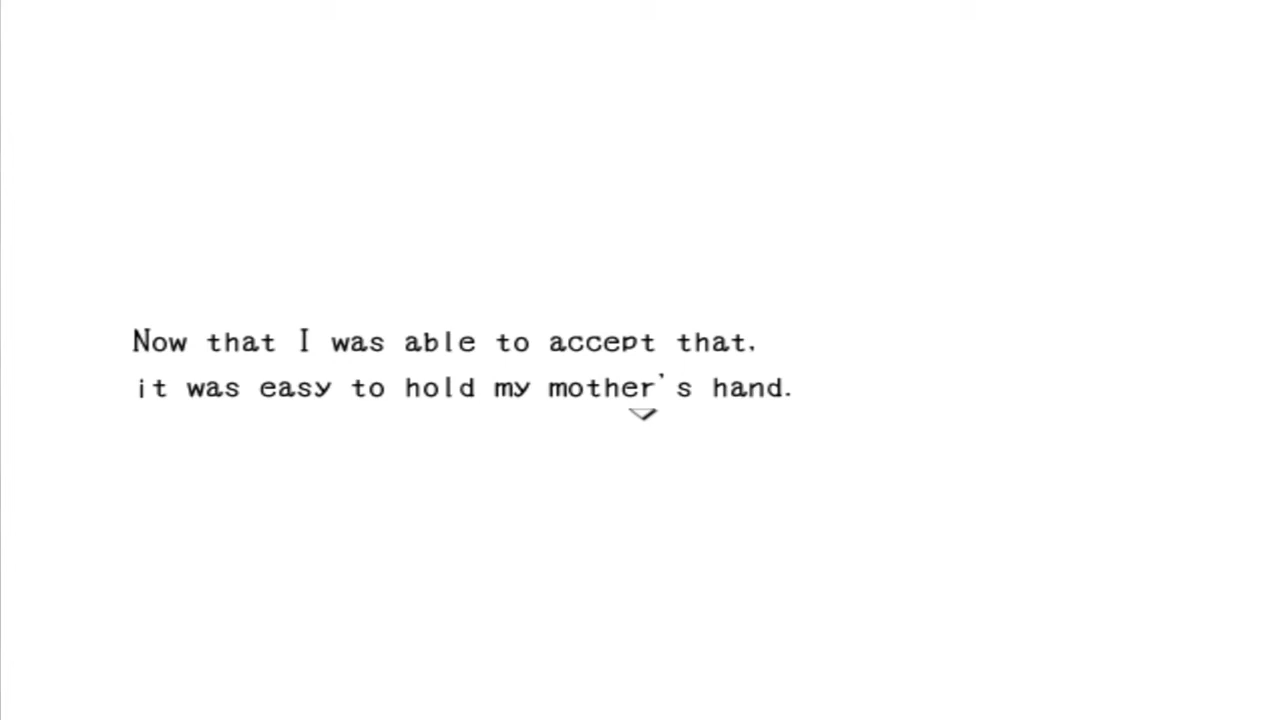 Now that I was able to accept that,
it was easy to hold my mother's hand.